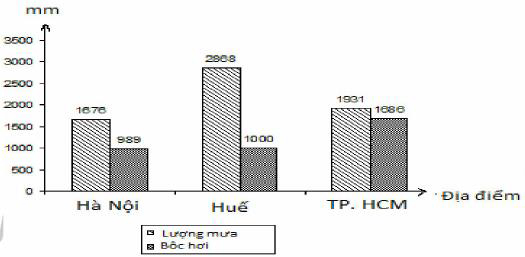 mm
3500
3000
2500
2000
1500
1000
500
0
1676
989
2868
1000
1931
1686
Hà Nội
Huế
TP. HCM
Địa điểm
Lượng mưa
Bôc hơi